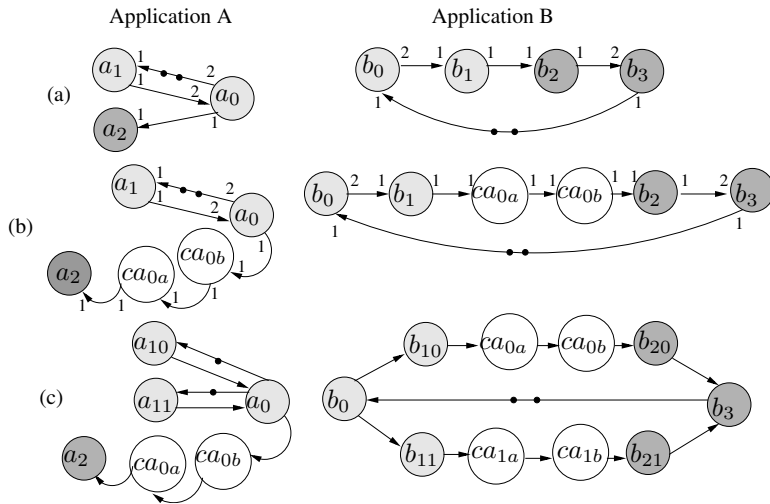 Application A Application B
(a)
a₁ 1 2 a₀ 1 2 1 a₂ 1
b₀ 2 1 b₁ 1 1 b₂ 1 2 b₃ 1 1
(b)
a₁ 1 2 a₀ 1 2 1 ca₀b 1 1 ca₀a 1 1 a₂ 1
b₀ 2 1 b₁ 1 1 ca₀a 1 1 ca₀b 1 1 b₂ 1 2 b₃ 1 1
(c)
a₁₀ a₁₁ a₀ ca₀b ca₀a a₂
b₁₀ ca₀a ca₀b b₂₀
b₀ b₃
b₁₁ ca₁a ca₁b b₂₁